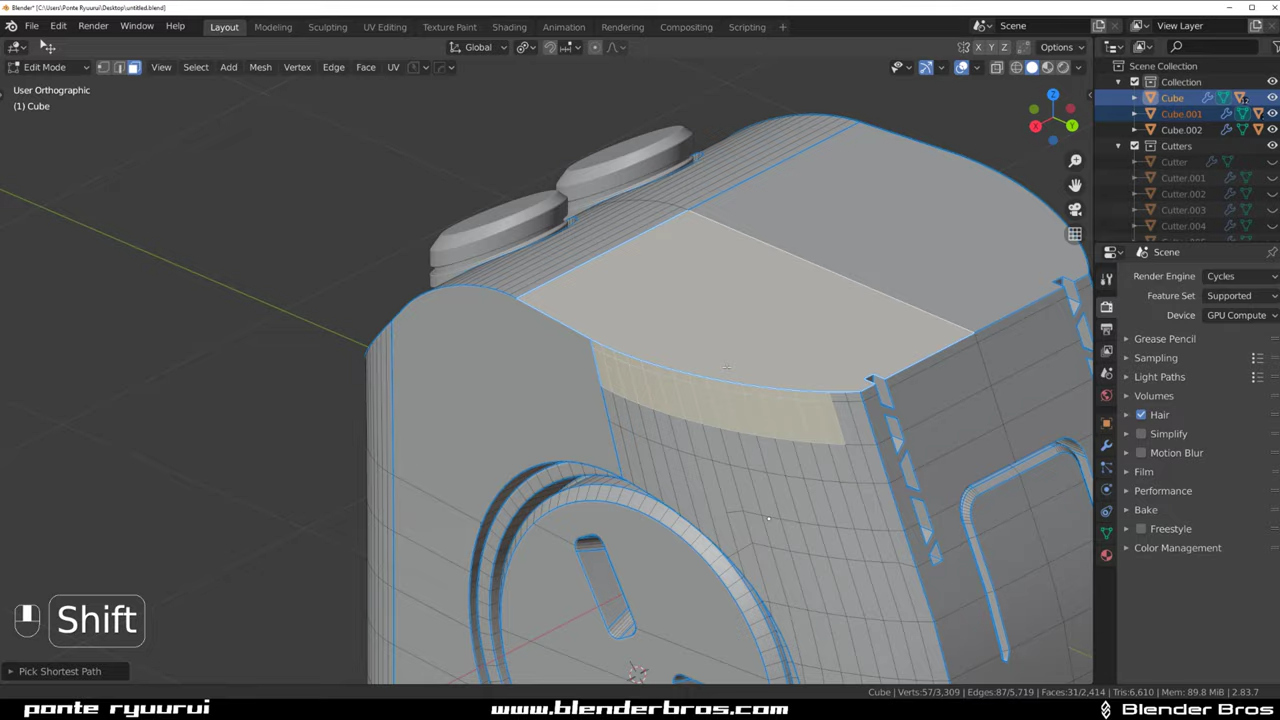 Blender* [C:\Users\Ponte Ryuurui\Desktop\untitled.blend]
File Edit Render Window Help Layout Modeling Sculpting UV Editing Texture Paint Shading Animation Rendering Compositing Scripting + Scene View Layer
Global X Y Z Options
Edit Mode View Select Add Mesh Vertex Edge Face UV
User Orthographic
(1) Cube
Z
X
Y
Scene Collection
Collection
Cube
Cube.001
Cube.002
Cutters
Cutter
Cutter.001
Cutter.002
Cutter.003
Cutter.004
Scene
Render Engine Cycles
Feature Set Supported
Device GPU Compute
Grease Pencil
Sampling
Light Paths
Volumes
Hair
Simplify
Motion Blur
Film
Performance
Bake
Freestyle
Color Management
Shift
Pick Shortest Path
Cube | Verts:57/3,309 | Edges:87/5,719 | Faces:31/2,414 | Tris:6,610 | Mem: 89.8 MiB | 2.83.7
ponte ryuurui www.blenderbros.com Blender Bros